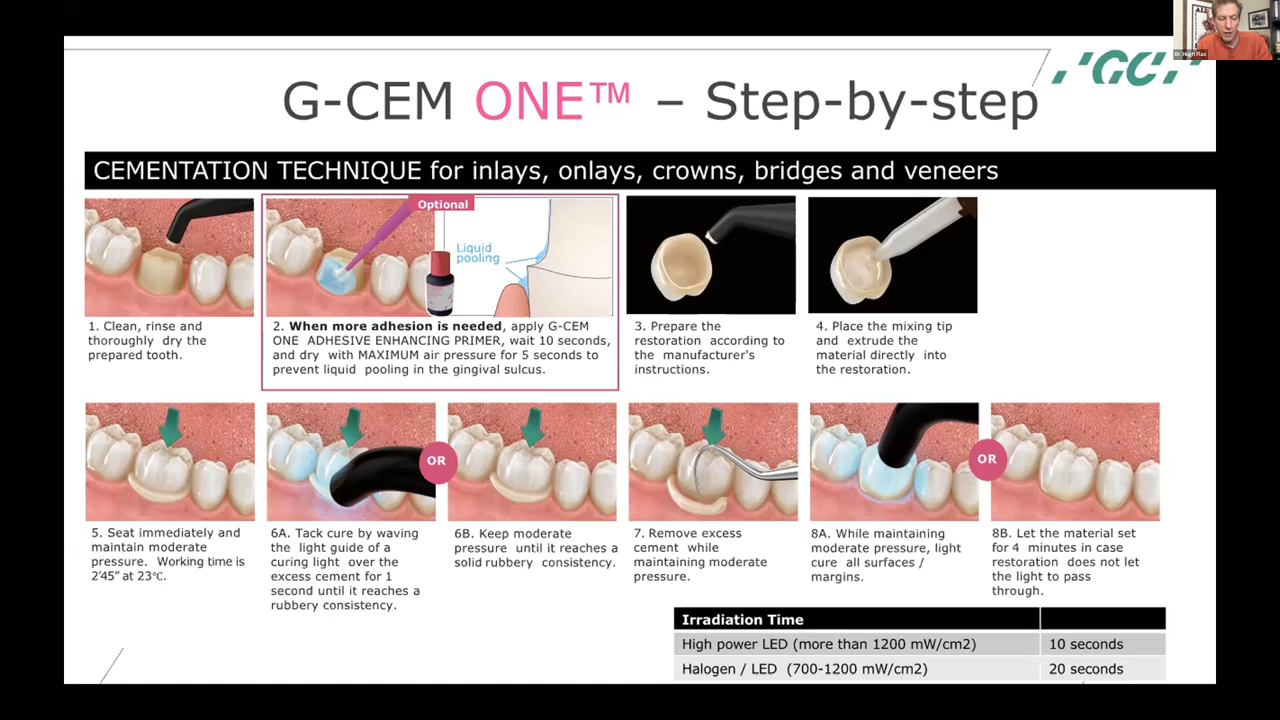 Dr. Hugh Flax
GC
G-CEM ONE™ – Step-by-step
CEMENTATION TECHNIQUE for inlays, onlays, crowns, bridges and veneers
Optional
Liquid
pooling
1. Clean, rinse and
thoroughly dry the
prepared tooth.
2. When more adhesion is needed, apply G-CEM
ONE ADHESIVE ENHANCING PRIMER, wait 10 seconds,
and dry with MAXIMUM air pressure for 5 seconds to
prevent liquid pooling in the gingival sulcus.
3. Prepare the
restoration according to
the manufacturer's
instructions.
4. Place the mixing tip
and extrude the
material directly into
the restoration.
OR
OR
5. Seat immediately and
maintain moderate
pressure. Working time is
2’45” at 23℃.
6A. Tack cure by waving
the light guide of a
curing light over the
excess cement for 1
second until it reaches a
rubbery consistency.
6B. Keep moderate
pressure until it reaches a
solid rubbery consistency.
7. Remove excess
cement while
maintaining moderate
pressure.
8A. While maintaining
moderate pressure, light
cure all surfaces /
margins.
8B. Let the material set
for 4 minutes in case
restoration does not let
the light to pass
through.
Irradiation Time
High power LED (more than 1200 mW/cm2) 10 seconds
Halogen / LED (700-1200 mW/cm2) 20 seconds